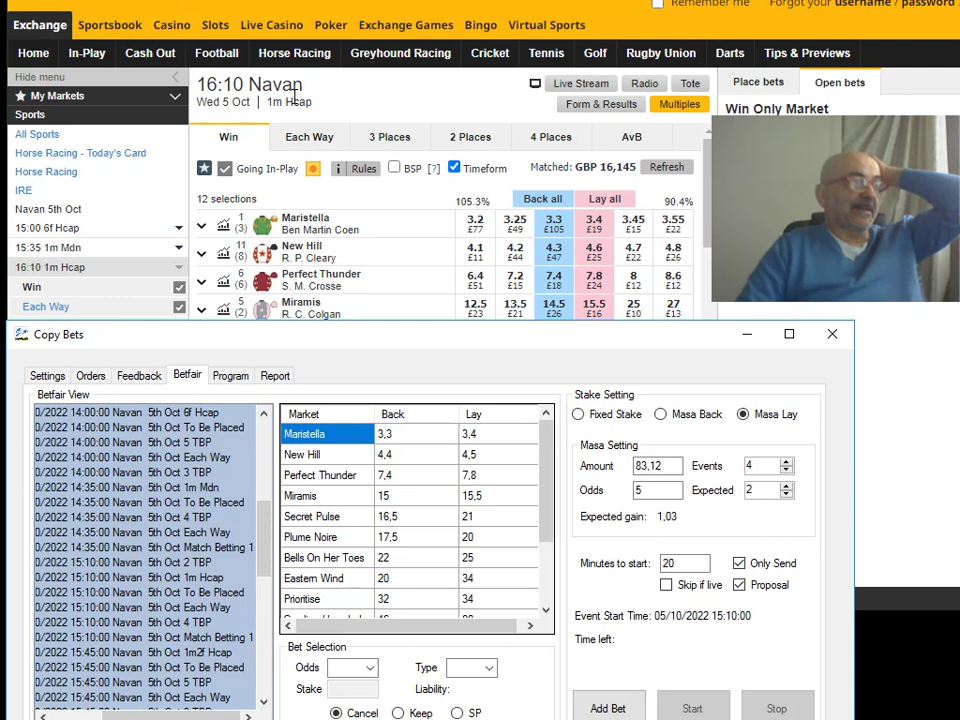 Remember me
Forgot your username / password
Exchange Sportsbook Casino Slots Live Casino Poker Exchange Games Bingo Virtual Sports
Home In-Play Cash Out Football Horse Racing Greyhound Racing Cricket Tennis Golf Rugby Union Darts Tips & Previews
Hide menu
My Markets
Sports
All Sports
Horse Racing - Today's Card
Horse Racing
IRE
Navan 5th Oct
15:00 6f Hcap
15:35 1m Mdn
16:10 1m Hcap
Win
Each Way
16:10 Navan
Wed 5 Oct | 1m Hcap
Live Stream Radio Tote
Form & Results Multiples
Win Each Way 3 Places 2 Places 4 Places AvB
Going In-Play i Rules BSP [?] Timeform Matched: GBP 16,145 Refresh
12 selections 105.3% Back all Lay all 90.4%
1 (3) Maristella Ben Martin Coen
3.2 3.25 3.3 3.4 3.45 3.55
£77 £49 £105 £19 £15 £22
11 (8) New Hill R. P. Cleary
4.1 4.2 4.3 4.6 4.7 4.8
£11 £44 £47 £25 £22 £26
6 (6) Perfect Thunder S. M. Crosse
6.4 7.2 7.4 7.8 8 8.6
£51 £15 £18 £24 £12 £12
5 (2) Miramis R. C. Colgan
12.5 13.5 14.5 15.5 25 27
£23 £21 £26 £16 £10 £13
Place bets Open bets
Win Only Market
Copy Bets
Settings Orders Feedback Betfair Program Report
Betfair View
0/2022 14:00:00 Navan 5th Oct 6f Hcap
0/2022 14:00:00 Navan 5th Oct To Be Placed
0/2022 14:00:00 Navan 5th Oct 5 TBP
0/2022 14:00:00 Navan 5th Oct Each Way
0/2022 14:00:00 Navan 5th Oct 3 TBP
0/2022 14:35:00 Navan 5th Oct 1m Mdn
0/2022 14:35:00 Navan 5th Oct To Be Placed
0/2022 14:35:00 Navan 5th Oct 4 TBP
0/2022 14:35:00 Navan 5th Oct Each Way
0/2022 14:35:00 Navan 5th Oct Match Betting 1
0/2022 15:10:00 Navan 5th Oct 2 TBP
0/2022 15:10:00 Navan 5th Oct 1m Hcap
0/2022 15:10:00 Navan 5th Oct To Be Placed
0/2022 15:10:00 Navan 5th Oct Each Way
0/2022 15:10:00 Navan 5th Oct 4 TBP
0/2022 15:10:00 Navan 5th Oct Match Betting 1
0/2022 15:45:00 Navan 5th Oct 1m2f Hcap
0/2022 15:45:00 Navan 5th Oct To Be Placed
0/2022 15:45:00 Navan 5th Oct 5 TBP
0/2022 15:45:00 Navan 5th Oct Each Way
0/2022 15:45:00 Navan 5th Oct 4 TBP
Market Back Lay
Maristella 3,3 3,4
New Hill 4,4 4,5
Perfect Thunder 7,4 7,8
Miramis 15 15,5
Secret Pulse 16,5 21
Plume Noire 17,5 20
Bells On Her Toes 22 25
Eastern Wind 20 34
Prioritise 32 34
Bet Selection
Odds Type
Stake Liability:
Cancel Keep SP
Stake Setting
Fixed Stake Masa Back Masa Lay
Masa Setting
Amount 83,12 Events 4
Odds 5 Expected 2
Expected gain: 1,03
Minutes to start: 20 Only Send
Skip if live Proposal
Event Start Time: 05/10/2022 15:10:00
Time left:
Add Bet Start Stop